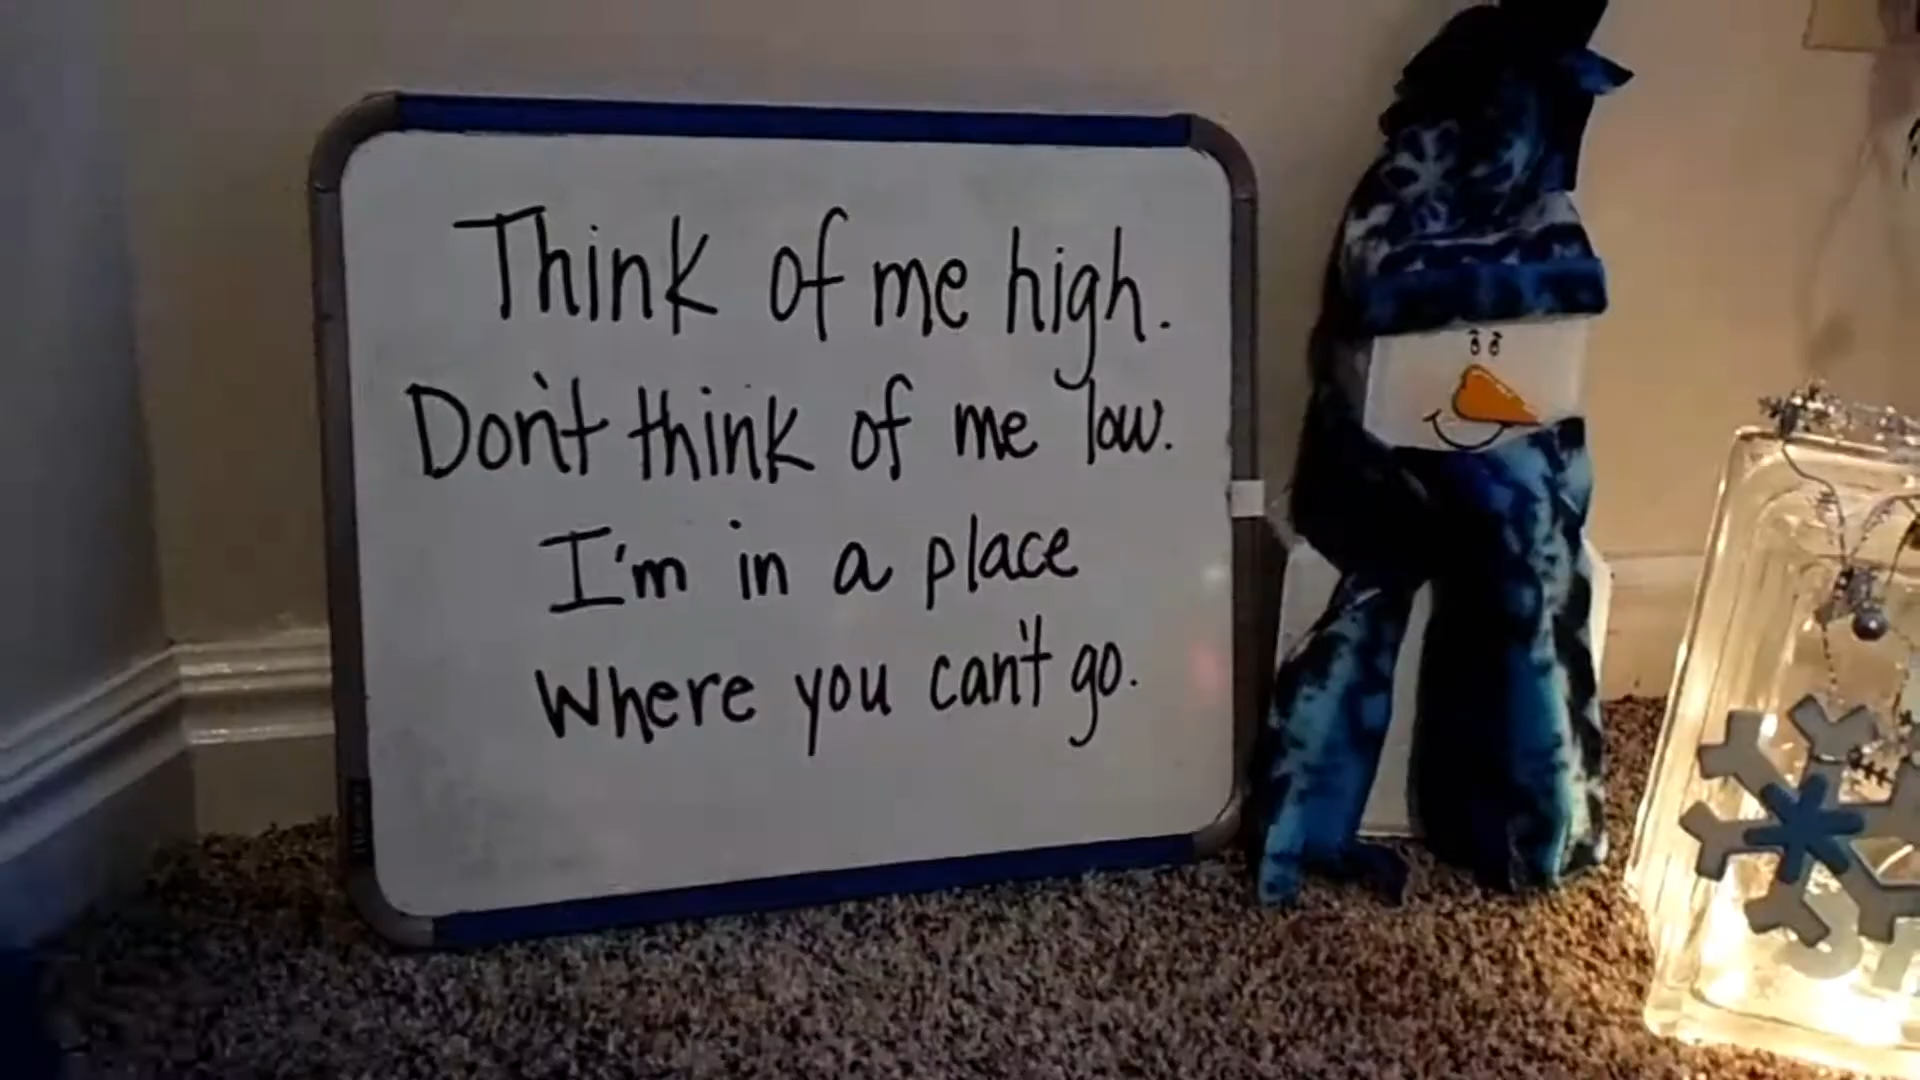 Think of me high.
Don't think of me low.
I'm in a place
Where you can't go.